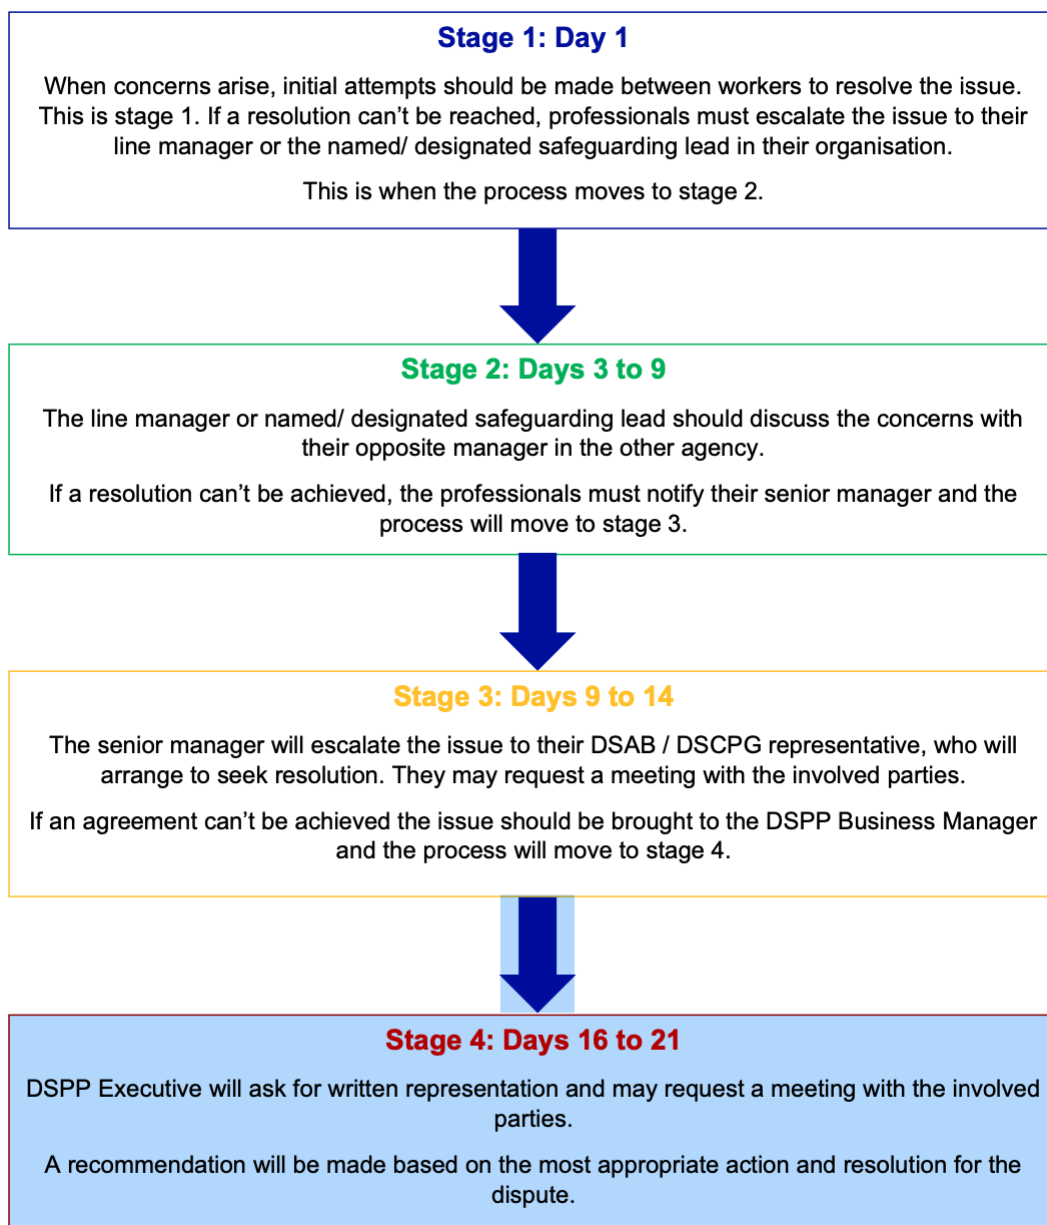 Stage 1: Day 1
When concerns arise, initial attempts should be made between workers to resolve the issue.
This is stage 1. If a resolution can’t be reached, professionals must escalate the issue to their
line manager or the named/ designated safeguarding lead in their organisation.
This is when the process moves to stage 2.
Stage 2: Days 3 to 9
The line manager or named/ designated safeguarding lead should discuss the concerns with
their opposite manager in the other agency.
If a resolution can’t be achieved, the professionals must notify their senior manager and the
process will move to stage 3.
Stage 3: Days 9 to 14
The senior manager will escalate the issue to their DSAB / DSCPG representative, who will
arrange to seek resolution. They may request a meeting with the involved parties.
If an agreement can’t be achieved the issue should be brought to the DSPP Business Manager
and the process will move to stage 4.
Stage 4: Days 16 to 21
DSPP Executive will ask for written representation and may request a meeting with the involved
parties.
A recommendation will be made based on the most appropriate action and resolution for the
dispute.